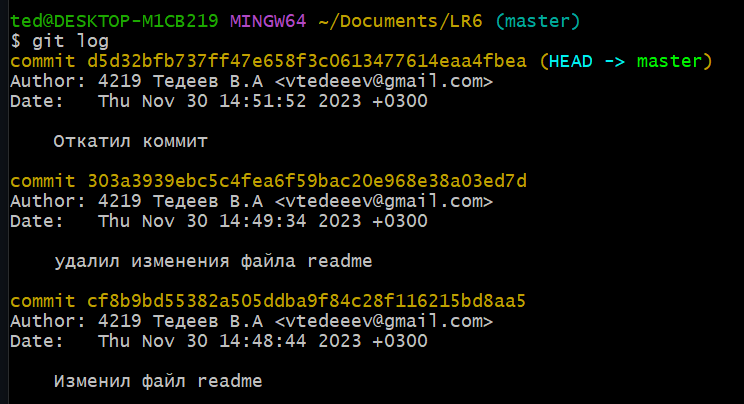 ted@DESKTOP-M1CB219 MINGW64 ~/Documents/LR6 (master)
$ git log
commit d5d32bfb737ff47e658f3c0613477614eaa4fbea (HEAD -> master)
Author: 4219 Тедеев В.А <vtedeeev@gmail.com>
Date:   Thu Nov 30 14:51:52 2023 +0300
Откатил коммит
commit 303a3939ebc5c4fea6f59bac20e968e38a03ed7d
Author: 4219 Тедеев В.А <vtedeeev@gmail.com>
Date:   Thu Nov 30 14:49:34 2023 +0300
удалил изменения файла readme
commit cf8b9bd55382a505ddba9f84c28f116215bd8aa5
Author: 4219 Тедеев В.А <vtedeeev@gmail.com>
Date:   Thu Nov 30 14:48:44 2023 +0300
Изменил файл readme